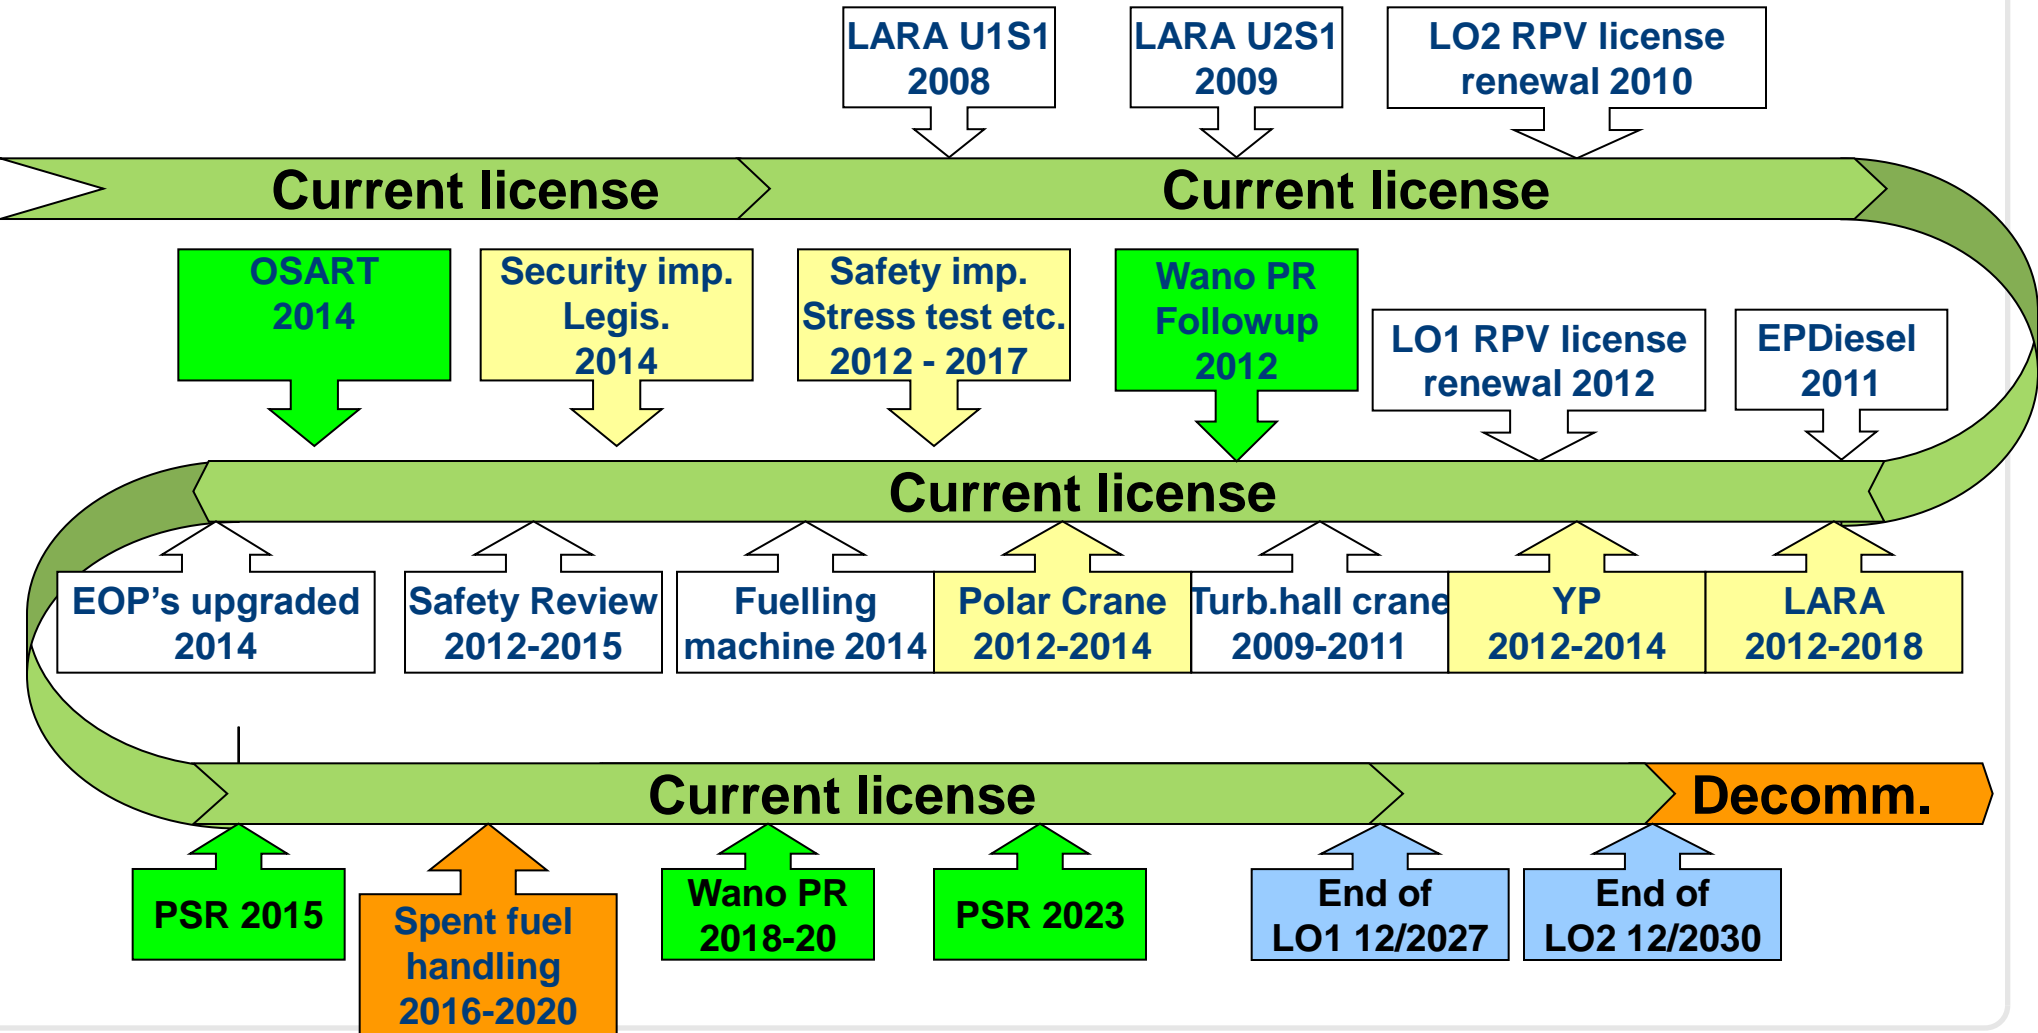 LARA U1S1
2008
LARA U2S1
2009
LO2 RPV license
renewal 2010
Current license
Current license
OSART
2014
Security imp.
Legis.
2014
Safety imp.
Stress test etc.
2012 - 2017
Wano PR
Followup
2012
LO1 RPV license
renewal 2012
EPDiesel
2011
Current license
EOP's upgraded
2014
Safety Review
2012-2015
Fuelling
machine 2014
Polar Crane
2012-2014
Turb.hall crane
2009-2011
YP
2012-2014
LARA
2012-2018
Current license
Decomm.
PSR 2015
Spent fuel
handling
2016-2020
Wano PR
2018-20
PSR 2023
End of
LO1 12/2027
End of
LO2 12/2030